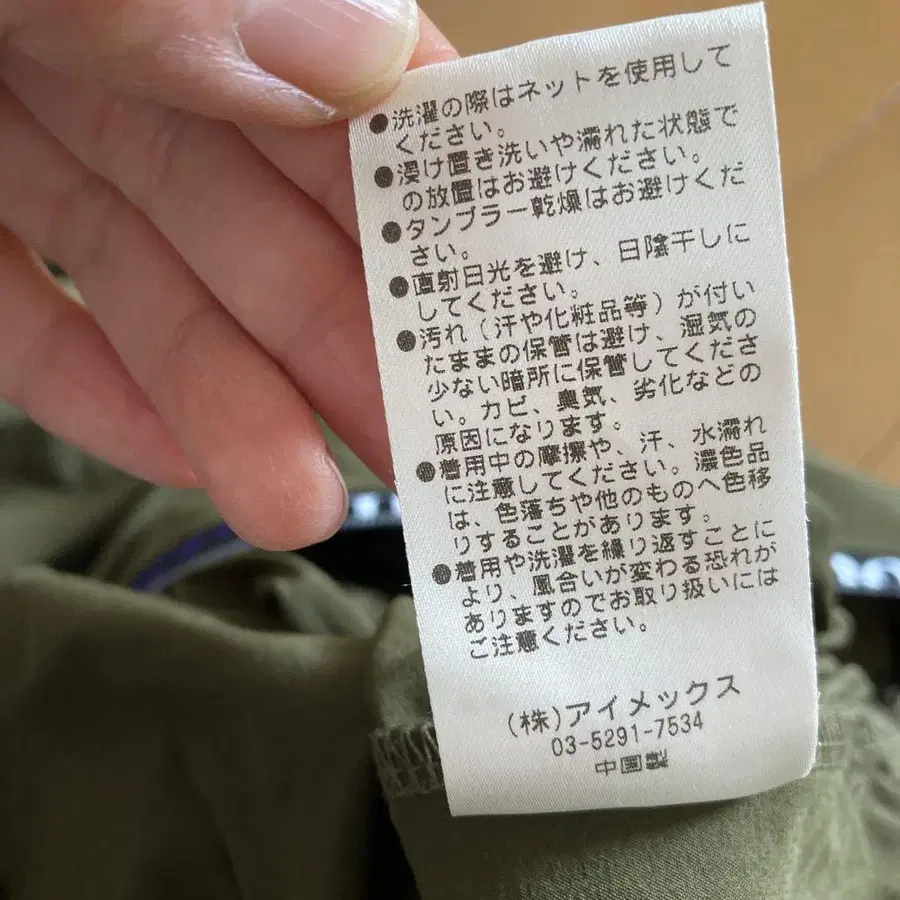 ●洗濯の際はネットを使用して
ください。
●浸け置き洗いや濡れた状態で
の放置はお避けください。
●タンブラー乾燥はお避けくだ
さい。
●直射日光を避け、日陰干しに
してください。
●汚れ（汗や化粧品等）が付い
たままの保管は避け、湿気の
少ない暗所に保管してくださ
い。カビ、臭気、劣化などの
原因になります。
●着用中の摩擦や、汗、水濡れ
に注意してください。濃色品
は、色落ちや他のものへ色移
りすることがあります。
●着用や洗濯を繰り返すことに
より、風合いが変わる恐れが
ありますのでお取り扱いには
ご注意ください。
(株)アイメックス
03-5291-7534
中国製